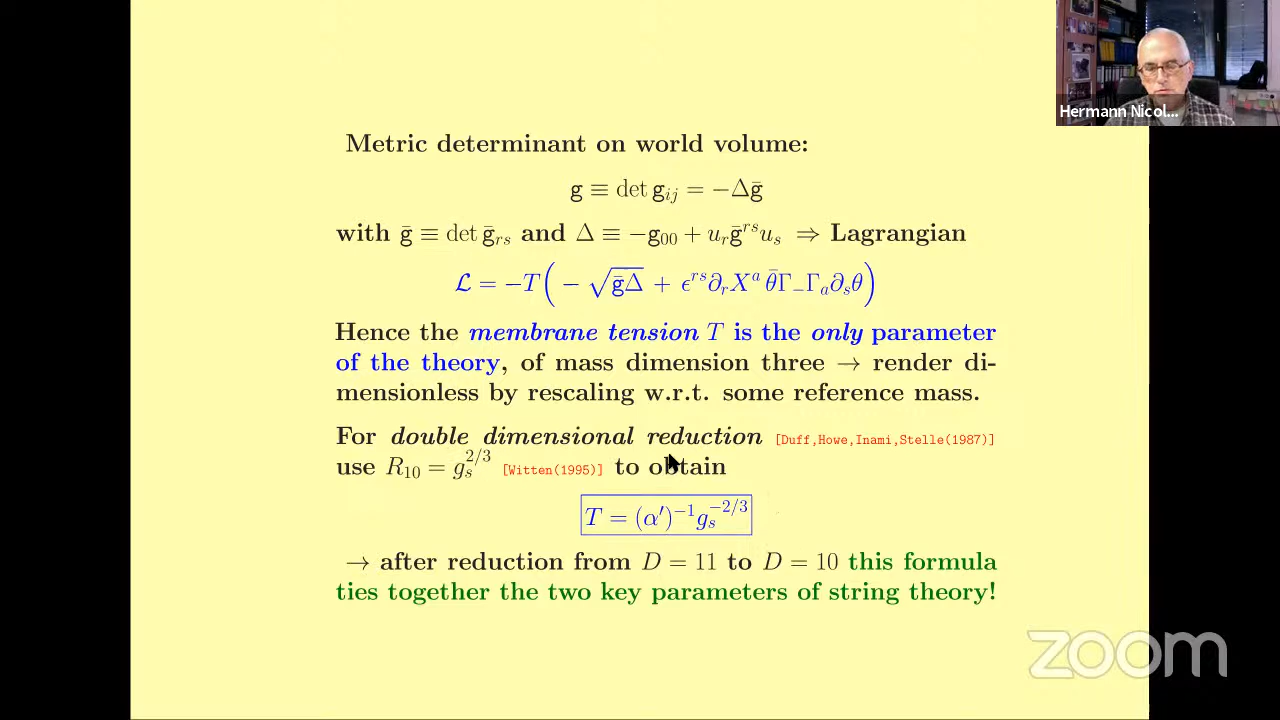 Hermann Nicol...
Metric determinant on world volume:
g ≡ det g_{ij} = −Δḡ
with ḡ ≡ det ḡ_{rs} and Δ ≡ −g_{00} + u_r ḡ^{rs} u_s ⇒ Lagrangian
ℒ = −T( − √ḡΔ + ϵ^{rs}∂_r X^a θ̄Γ_−Γ_a∂_sθ )
Hence the membrane tension T is the only parameter
of the theory, of mass dimension three → render di-
mensionless by rescaling w.r.t. some reference mass.
For double dimensional reduction [Duff,Howe,Inami,Stelle(1987)]
use R_{10} = g_s^{2/3} [Witten(1995)] to obtain
T = (α′)^{−1} g_s^{−2/3}
→ after reduction from D = 11 to D = 10 this formula
ties together the two key parameters of string theory!
zoom